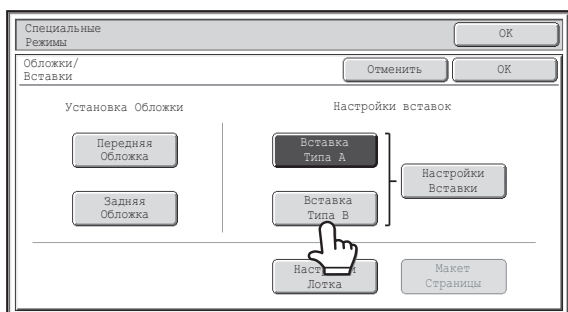 Специальные
Режимы
OK
Обложки/
Вставки
Отменить
OK
Установка Обложки
Настройки вставок
Передняя
Обложка
Вставка
Типа A
Настройки
Вставки
Задняя
Обложка
Вставка
Типа B
Лотка
Макет
Страницы